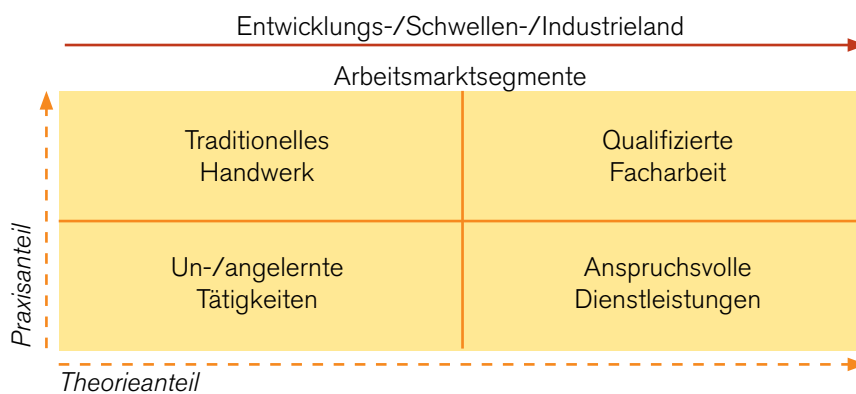 Entwicklungs-/Schwellen-/Industrieland
Arbeitsmarktsegmente
Traditionelles
Handwerk
Qualifizierte
Facharbeit
Un-/angelernte
Tätigkeiten
Anspruchsvolle
Dienstleistungen
Praxisanteil
Theorieanteil